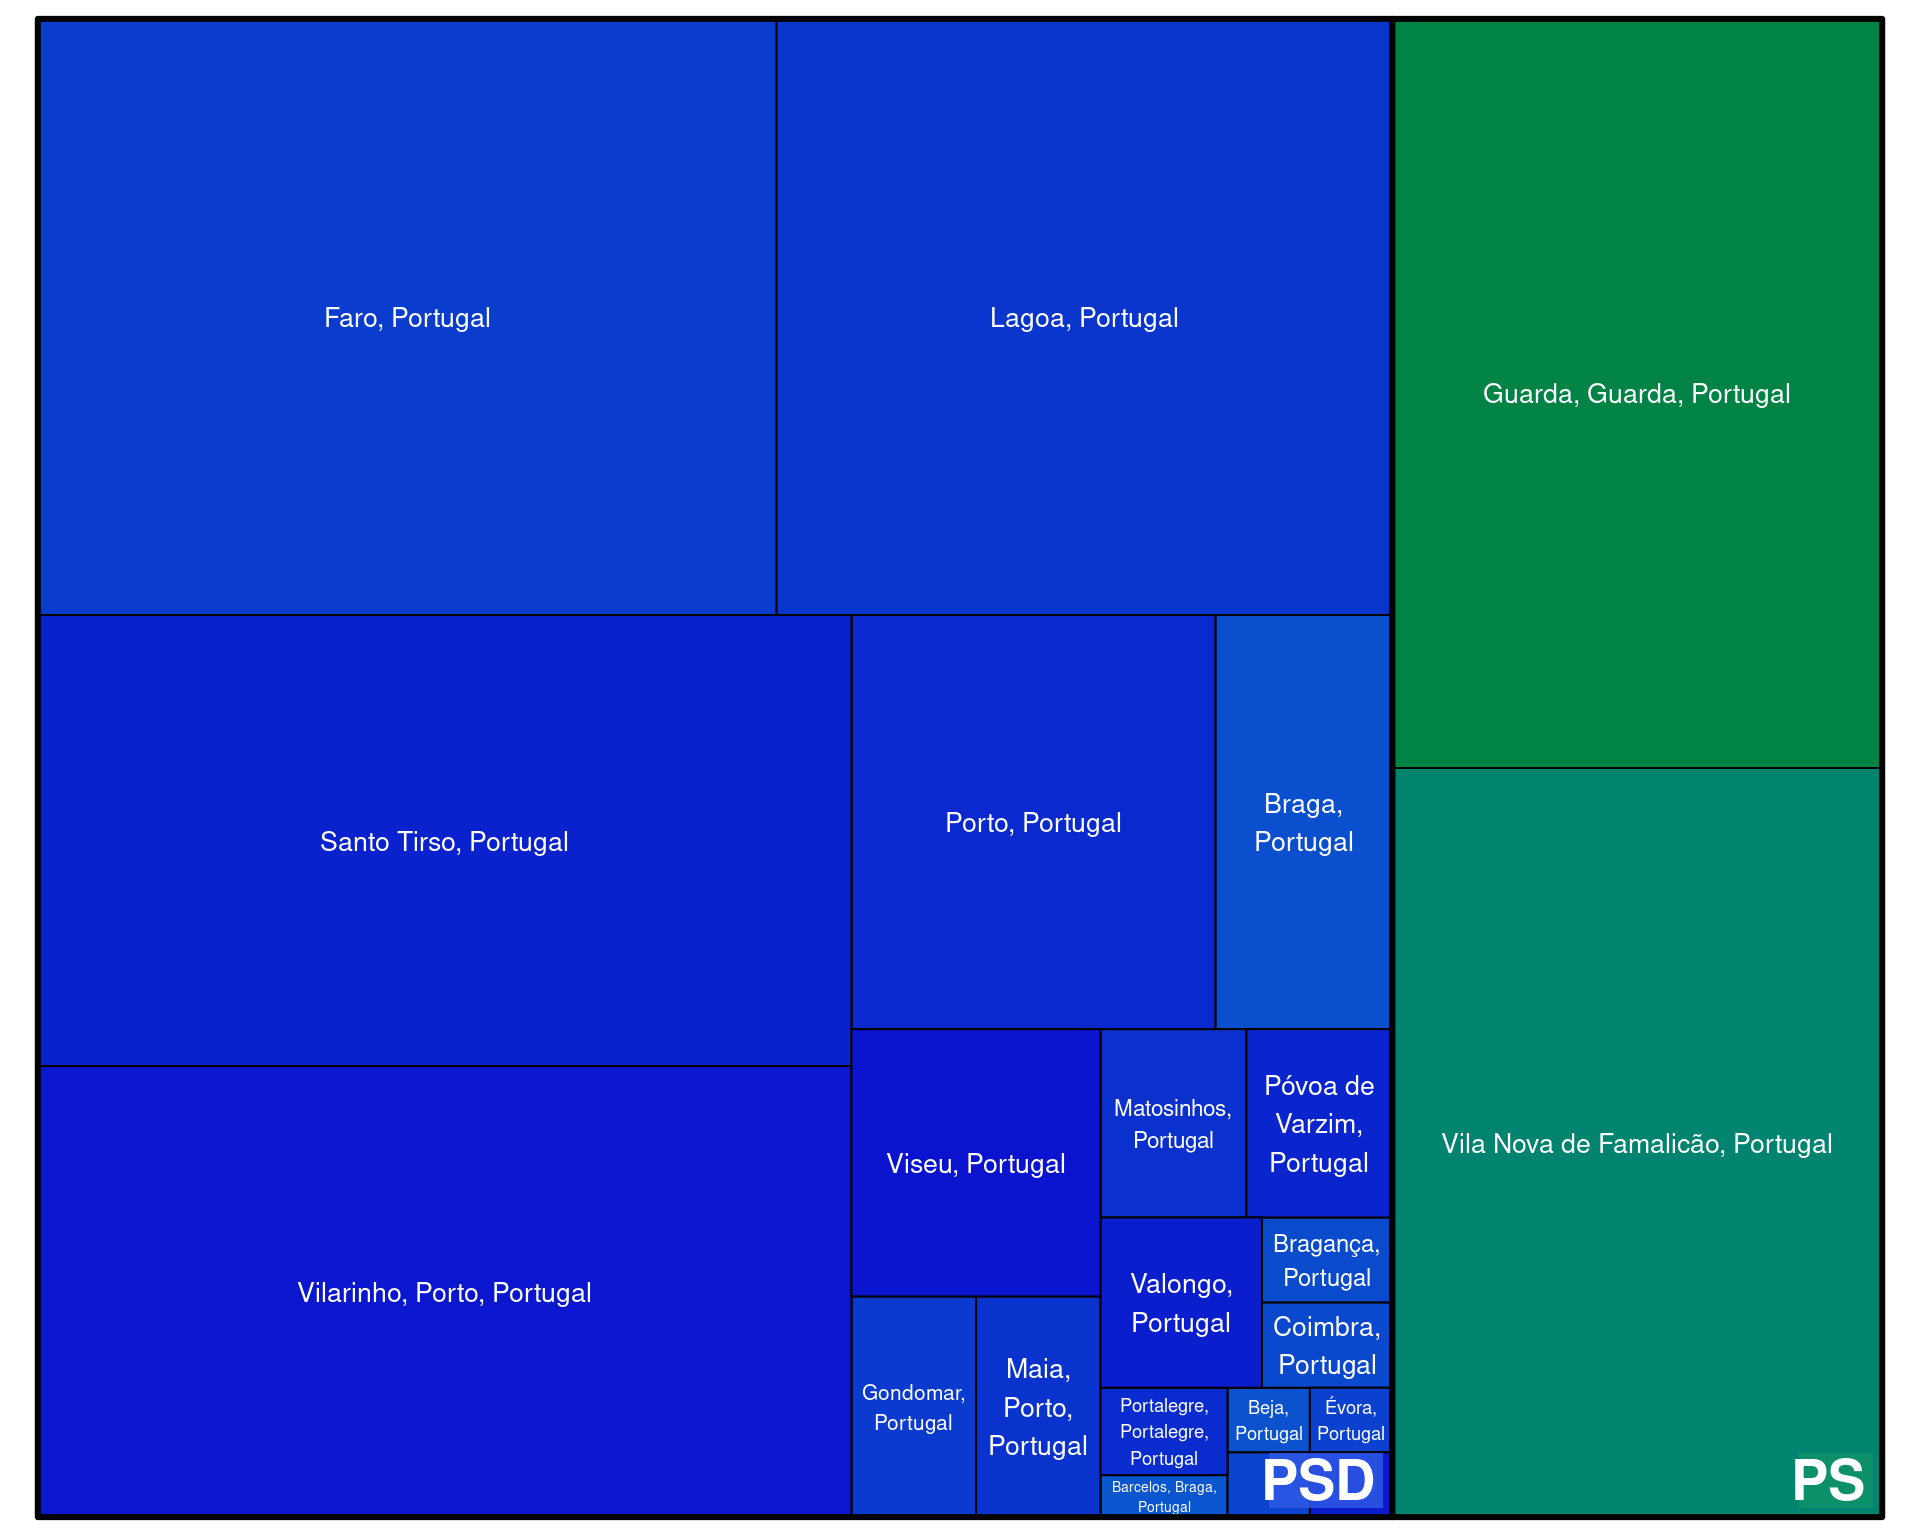 Faro, Portugal
Lagoa, Portugal
Guarda, Guarda, Portugal
Santo Tirso, Portugal
Porto, Portugal
Braga,
Portugal
Vila Nova de Famalicão, Portugal
Vilarinho, Porto, Portugal
Viseu, Portugal
Matosinhos,
Portugal
Póvoa de
Varzim,
Portugal
Valongo,
Portugal
Bragança,
Portugal
Coimbra,
Portugal
Gondomar,
Portugal
Maia,
Porto,
Portugal
Portalegre,
Portalegre,
Portugal
Beja,
Portugal
Évora,
Portugal
Barcelos, Braga,
Portugal
PSD
PS